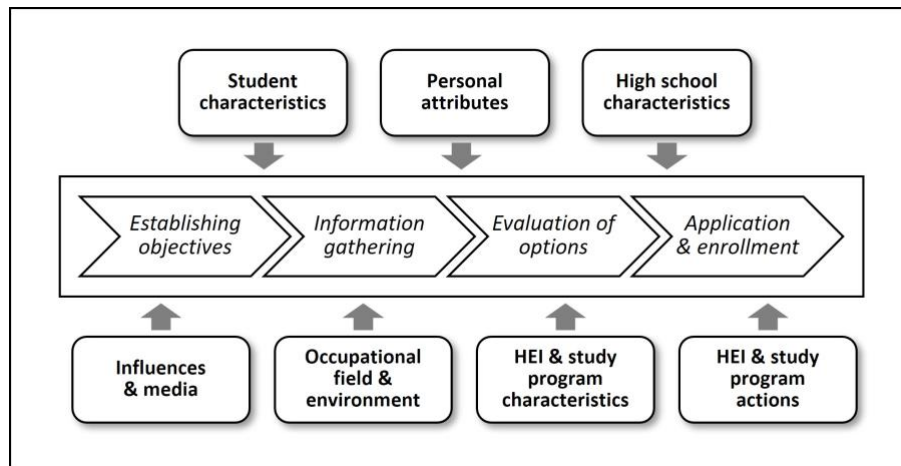 Student
characteristics
Personal
attributes
High school
characteristics
Establishing
objectives
Information
gathering
Evaluation of
options
Application
& enrollment
Influences
& media
Occupational
field &
environment
HEI & study
program
characteristics
HEI & study
program
actions